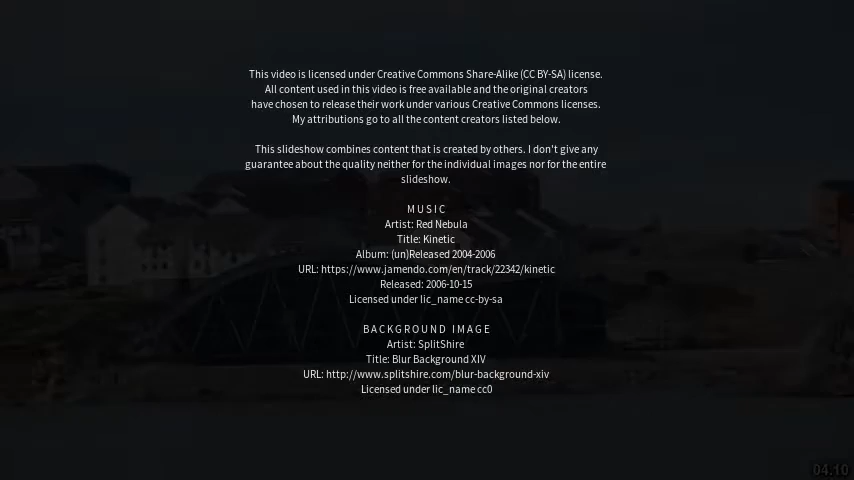 This video is licensed under Creative Commons Share-Alike (CC BY-SA) license.
All content used in this video is free available and the original creators
have chosen to release their work under various Creative Commons licenses.
My attributions go to all the content creators listed below.
This slideshow combines content that is created by others. I don't give any
guarantee about the quality neither for the individual images nor for the entire
slideshow.
MUSIC
Artist: Red Nebula
Title: Kinetic
Album: (un)Released 2004-2006
URL: https://www.jamendo.com/en/track/22342/kinetic
Released: 2006-10-15
Licensed under lic_name cc-by-sa
BACKGROUND IMAGE
Artist: SplitShire
Title: Blur Background XIV
URL: http://www.splitshire.com/blur-background-xiv
Licensed under lic_name cc0
04.10